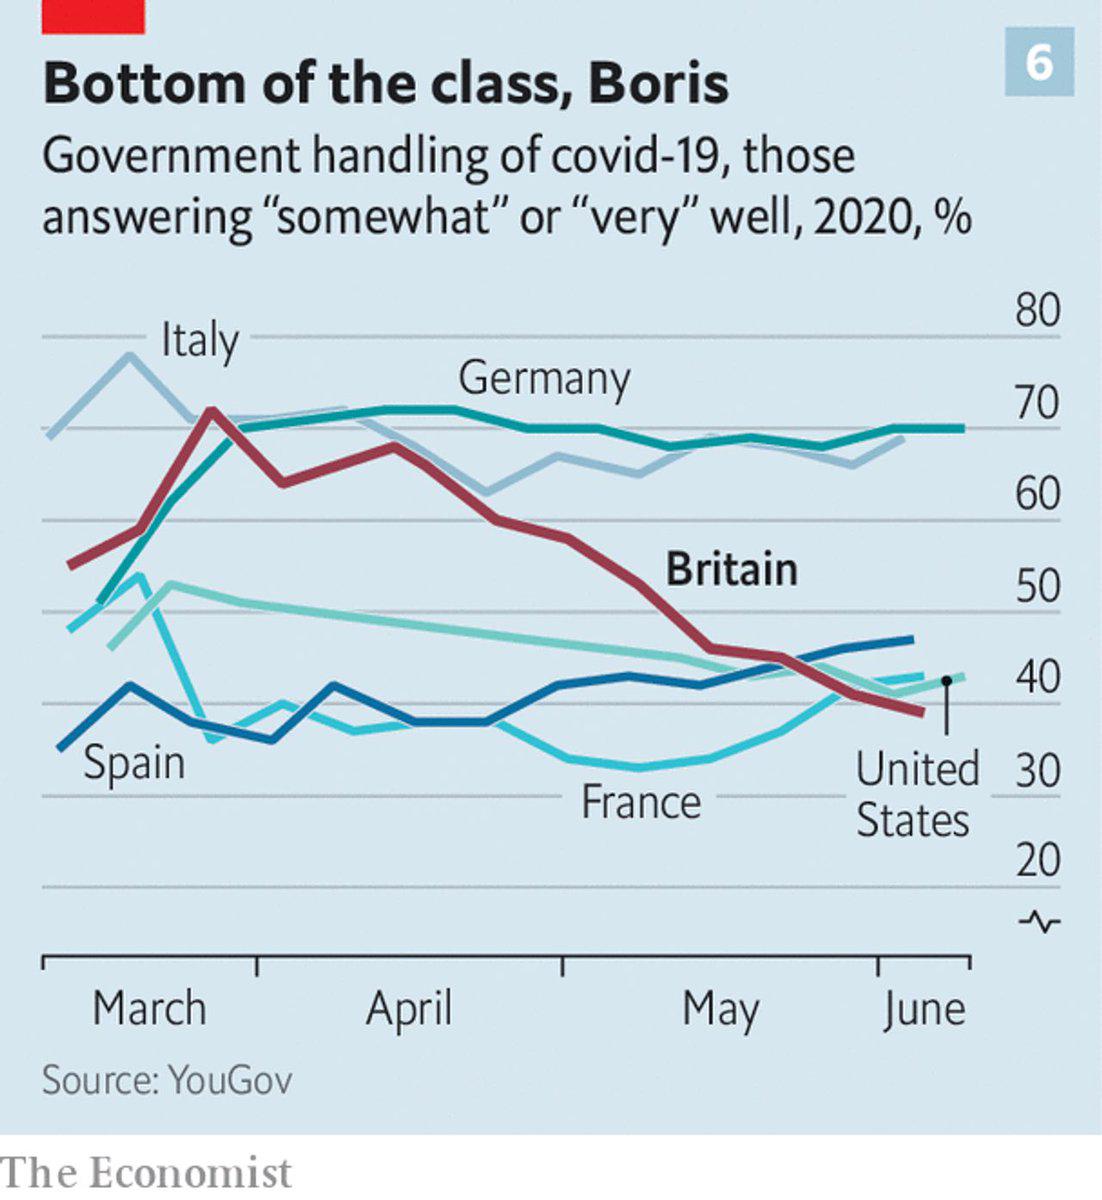 6
Bottom of the class, Boris
Government handling of covid-19, those
answering “somewhat” or “very” well, 2020, %
80
Italy
Germany
70
60
Britain
50
40
Spain
United
States
30
France
20
March
April
May
June
Source: YouGov
The Economist